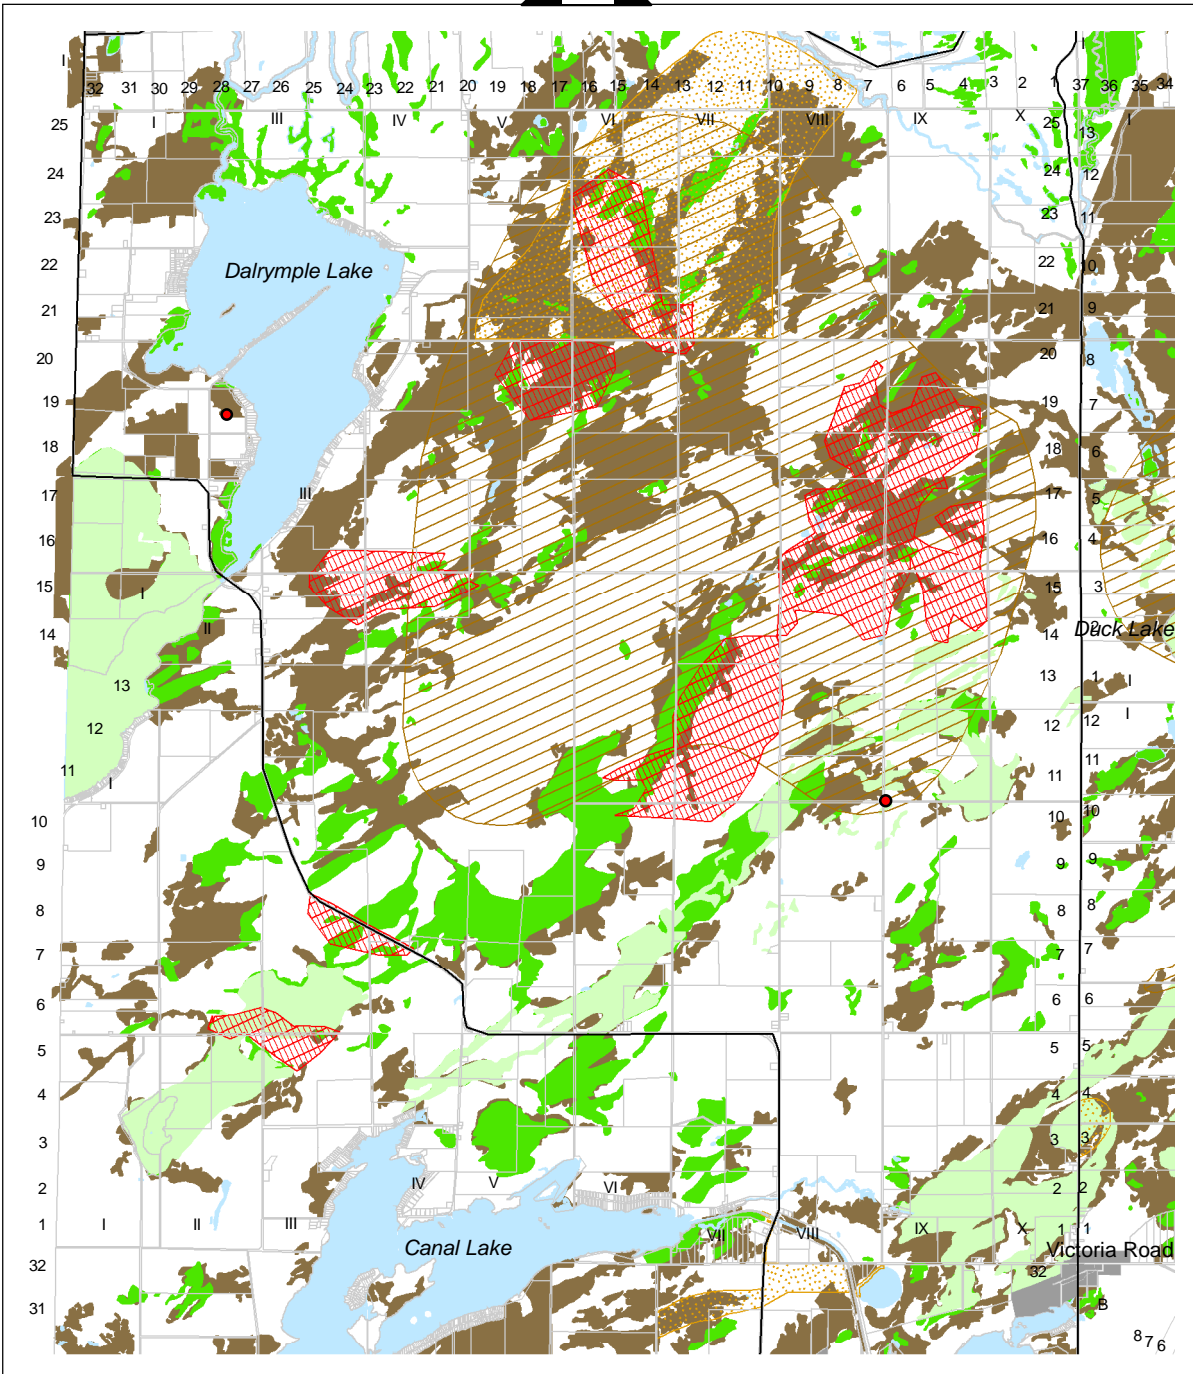 I
32 31 30 29 28 27 26 25 24 23 22 21 20 19 18 17 16 15 14 13 12 11 10 9 8 7 6 5 4 3 2 1 37 36 35 34
I
25 I III IV V VI VII VIII IX X 25 13 I
24 24 12
23 23 11
22 Dalrymple Lake 22 10
21 21 9
20 20 8
19 19 7
18 18 6
17 III 17 5
16 16 4
15 I 15 3
14 II 14 2
Duck Lake
13 13 1 I
12 12 12 I
11 I 11 11
10 10 10
9 9 9
8 8 8
7 7 7
6 6 6
5 5 5
4 4 4
3 3 3
2 IV V VI 2 2
1 I II III VII VIII IX X 1 1
Canal Lake Victoria Road
32 32
31 B
8 7 6